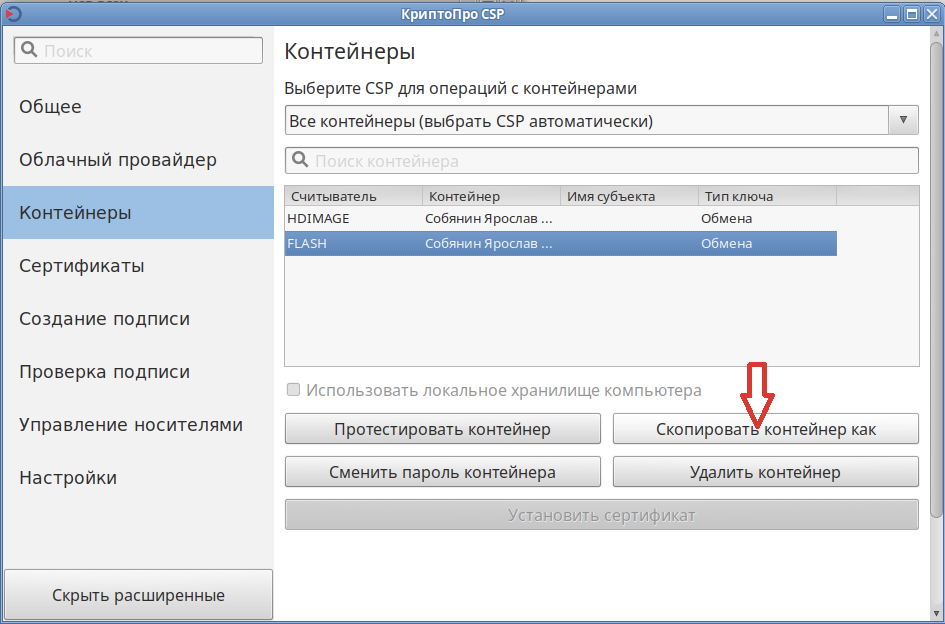 КриптоПро CSP
Поиск
Общее
Облачный провайдер
Контейнеры
Сертификаты
Создание подписи
Проверка подписи
Управление носителями
Настройки
Скрыть расширенные
Контейнеры
Выберите CSP для операций с контейнерами
Все контейнеры (выбрать CSP автоматически)
Поиск контейнера
Считыватель Контейнер Имя субъекта Тип ключа
HDIMAGE Собянин Ярослав ... Обмена
FLASH Собянин Ярослав ... Обмена
Использовать локальное хранилище компьютера
Протестировать контейнер Скопировать контейнер как
Сменить пароль контейнера Удалить контейнер
Установить сертификат